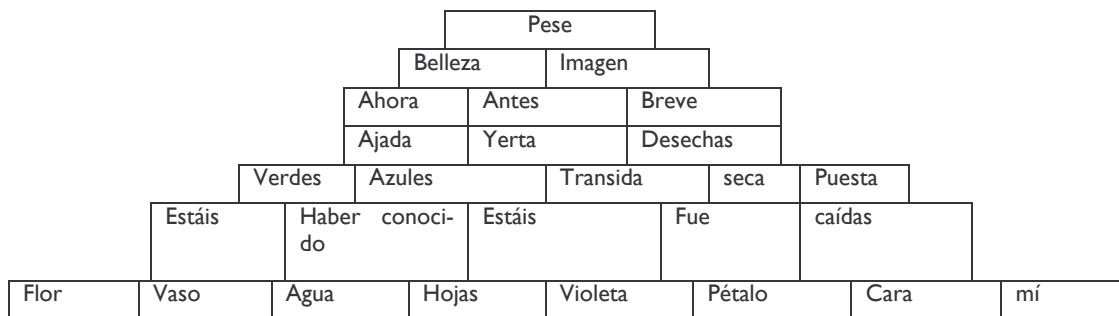 Pese
Belleza Imagen
Ahora Antes Breve
Ajada Yerta Desechas
Verdes Azules Transida seca Puesta
Estáis Haber conoci- Estáis Fue caídas
do
Flor Vaso Agua Hojas Violeta Pétalo Cara mí